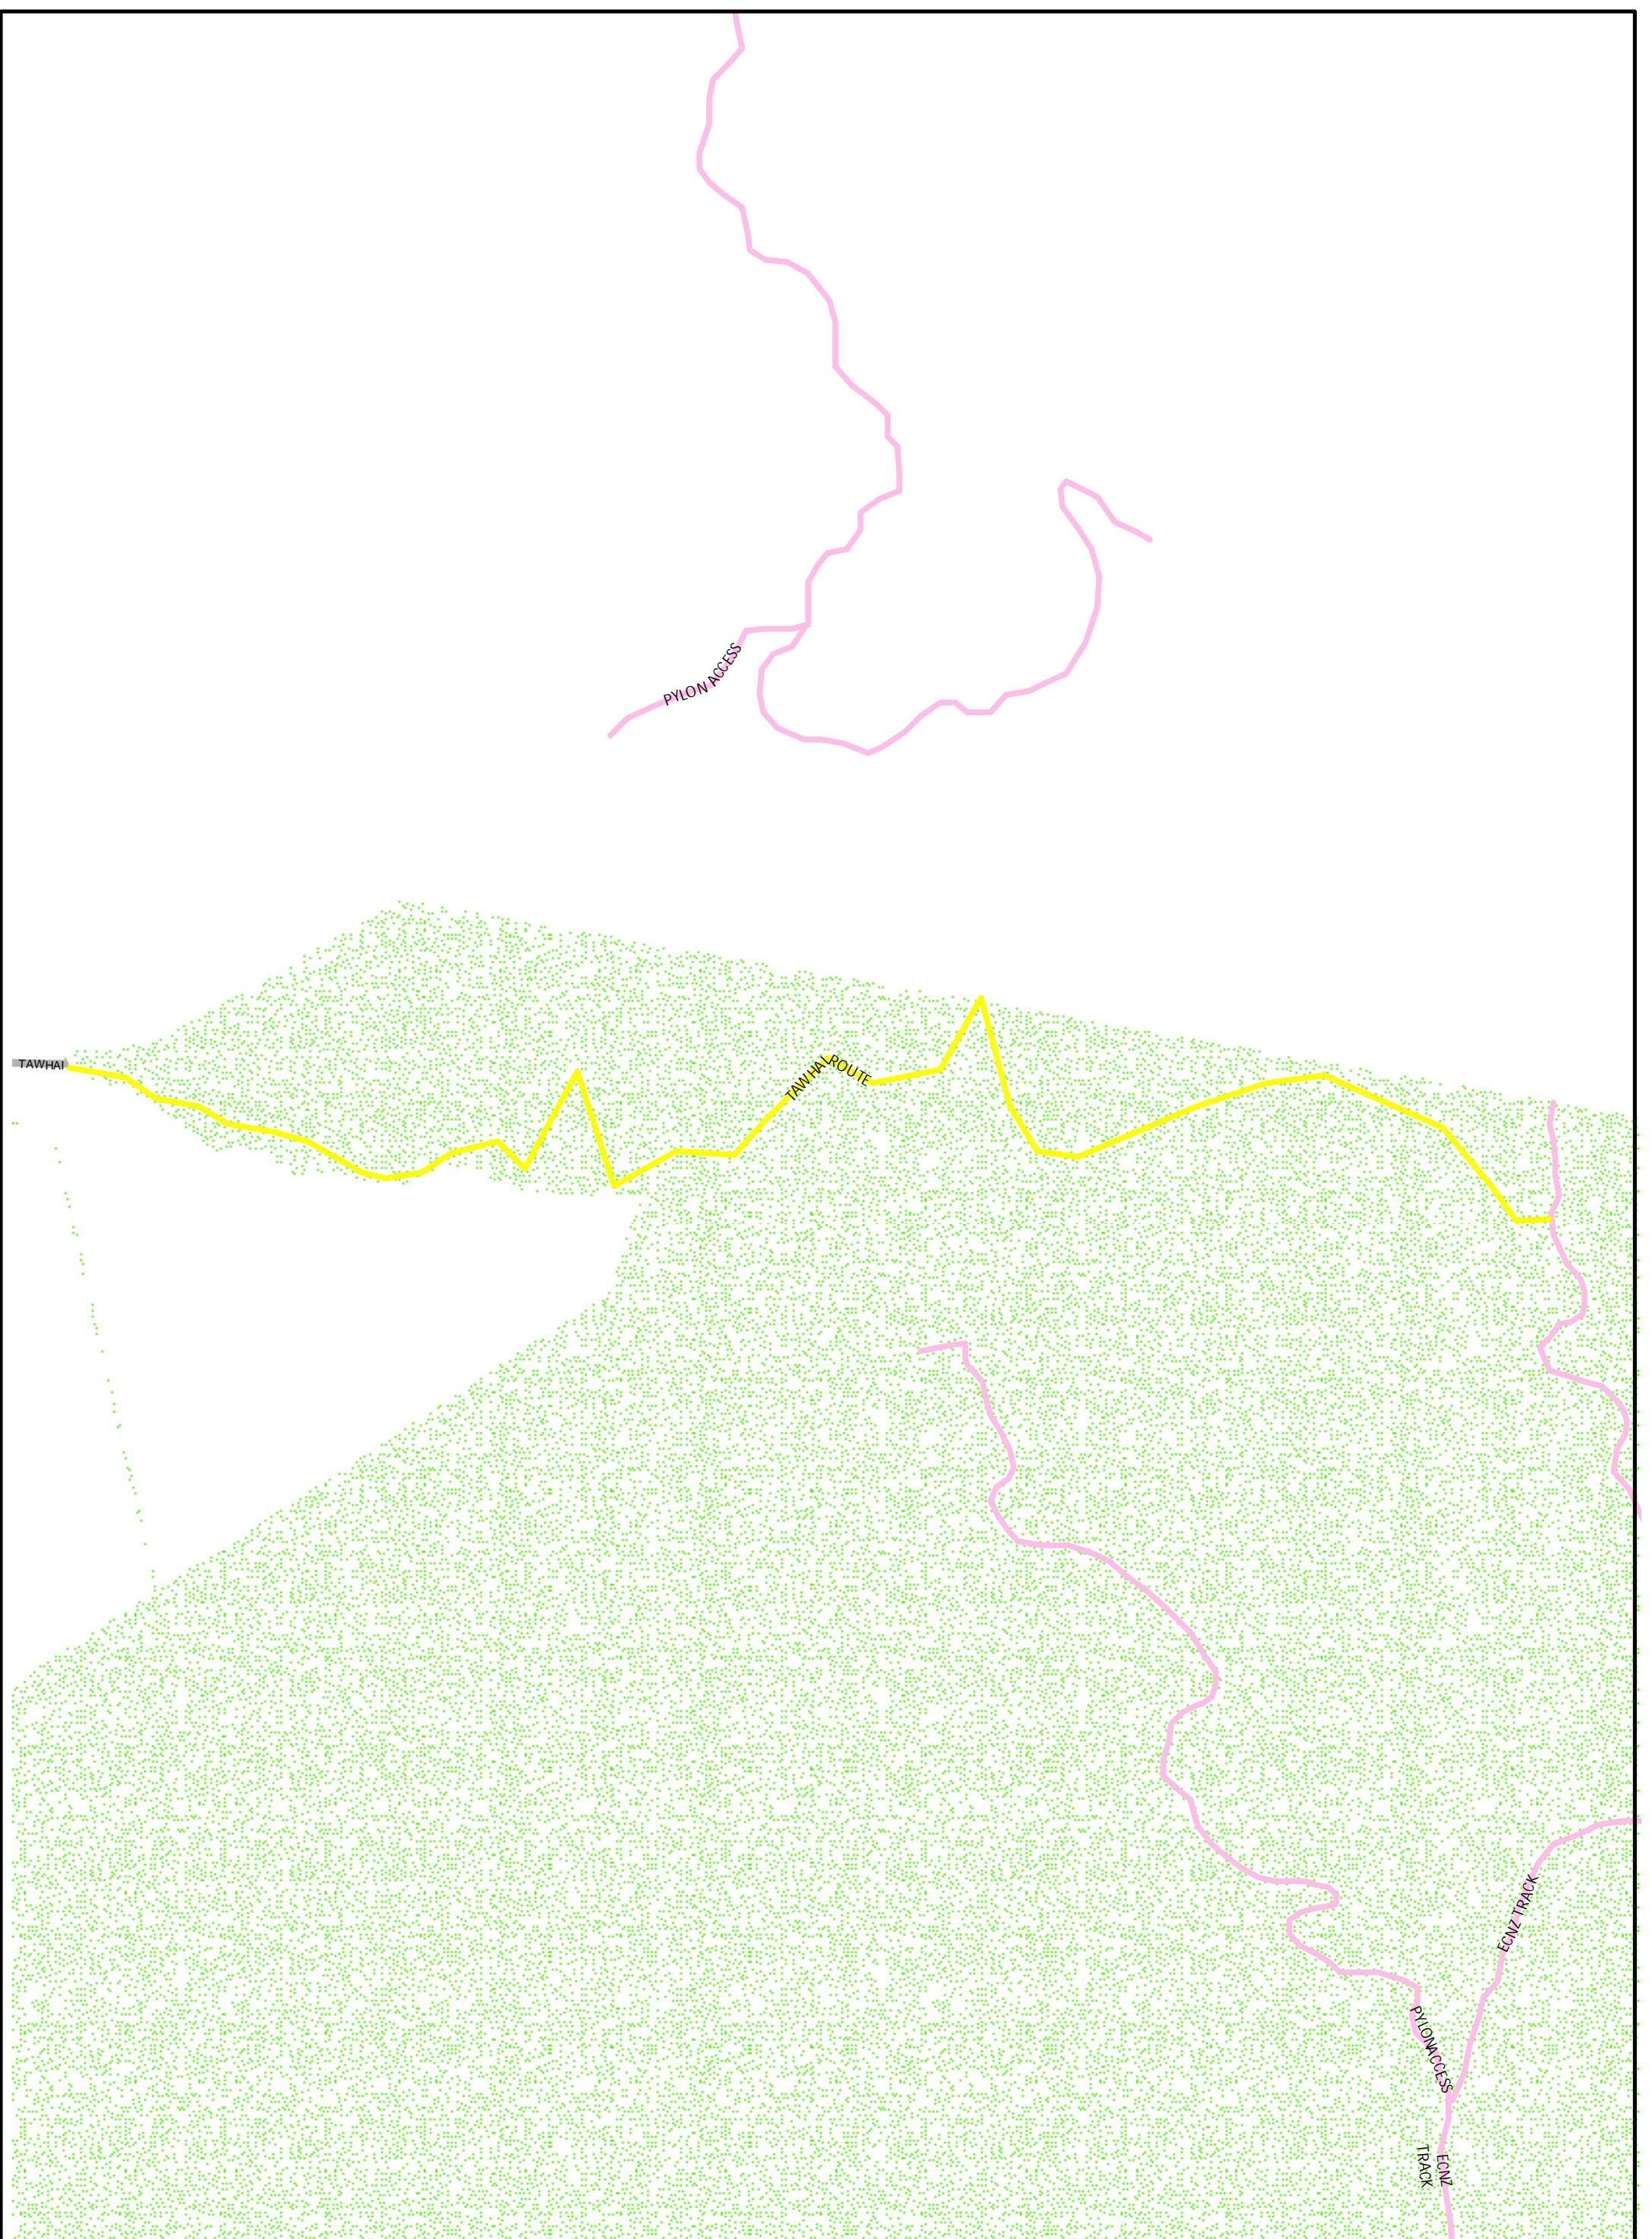 PYLON ACCESS
TAWHAI
TAWHAI ROUTE
ECNZ TRACK
PYLON ACCESS
ECNZ
TRACK